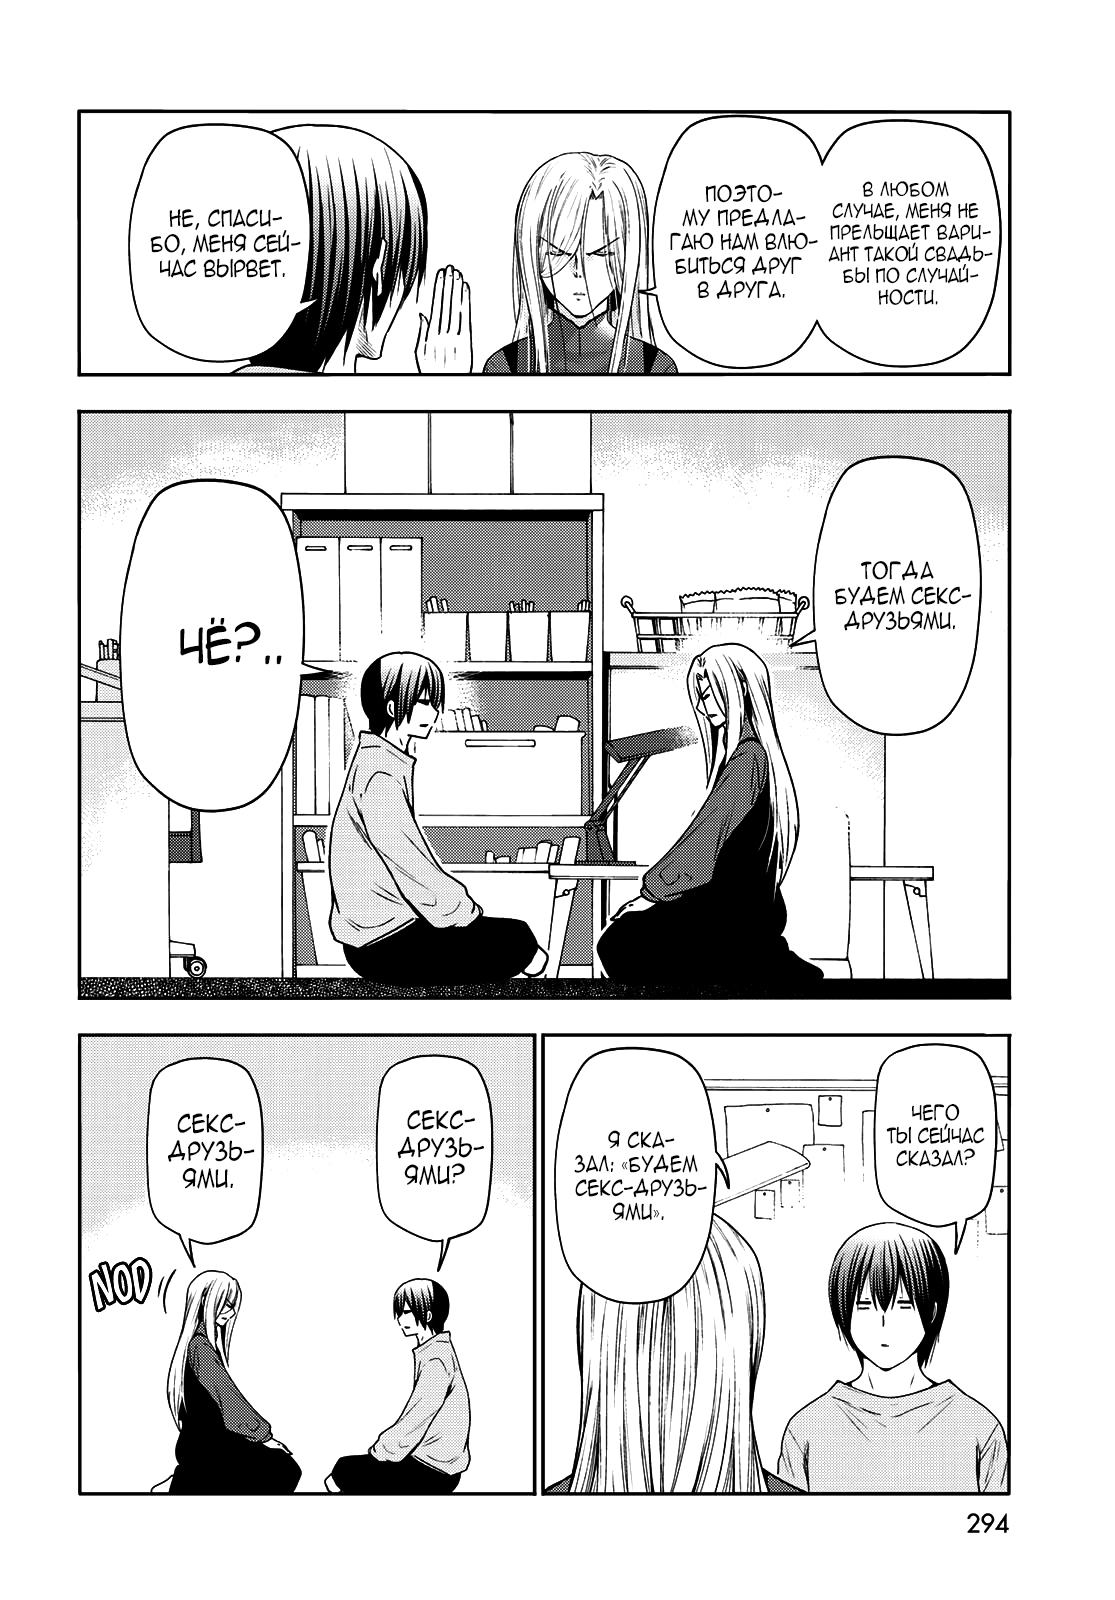 В ЛЮБОМ
СЛУЧАЕ, МЕНЯ НЕ
ПРЕЛЬЩАЕТ ВАРИ-
АНТ ТАКОЙ СВАДЬ-
БЫ ПО СЛУЧАЙ-
НОСТИ.
ПОЭТО-
МУ ПРЕДЛА-
ГАЮ НАМ ВЛЮ-
БИТЬСЯ ДРУГ
В ДРУГА.
НЕ, СПАСИ-
БО, МЕНЯ СЕЙ-
ЧАС ВЫРВЕТ.
ТОГДА
БУДЕМ СЕКС-
ДРУЗЬЯМИ.
ЧЁ?..
ЧЕГО
ТЫ СЕЙЧАС
СКАЗАЛ?
Я СКА-
ЗАЛ: «БУДЕМ
СЕКС-ДРУЗЬ-
ЯМИ».
СЕКС-
ДРУЗЬ-
ЯМИ?
СЕКС-
ДРУЗЬ-
ЯМИ.
NOD
294